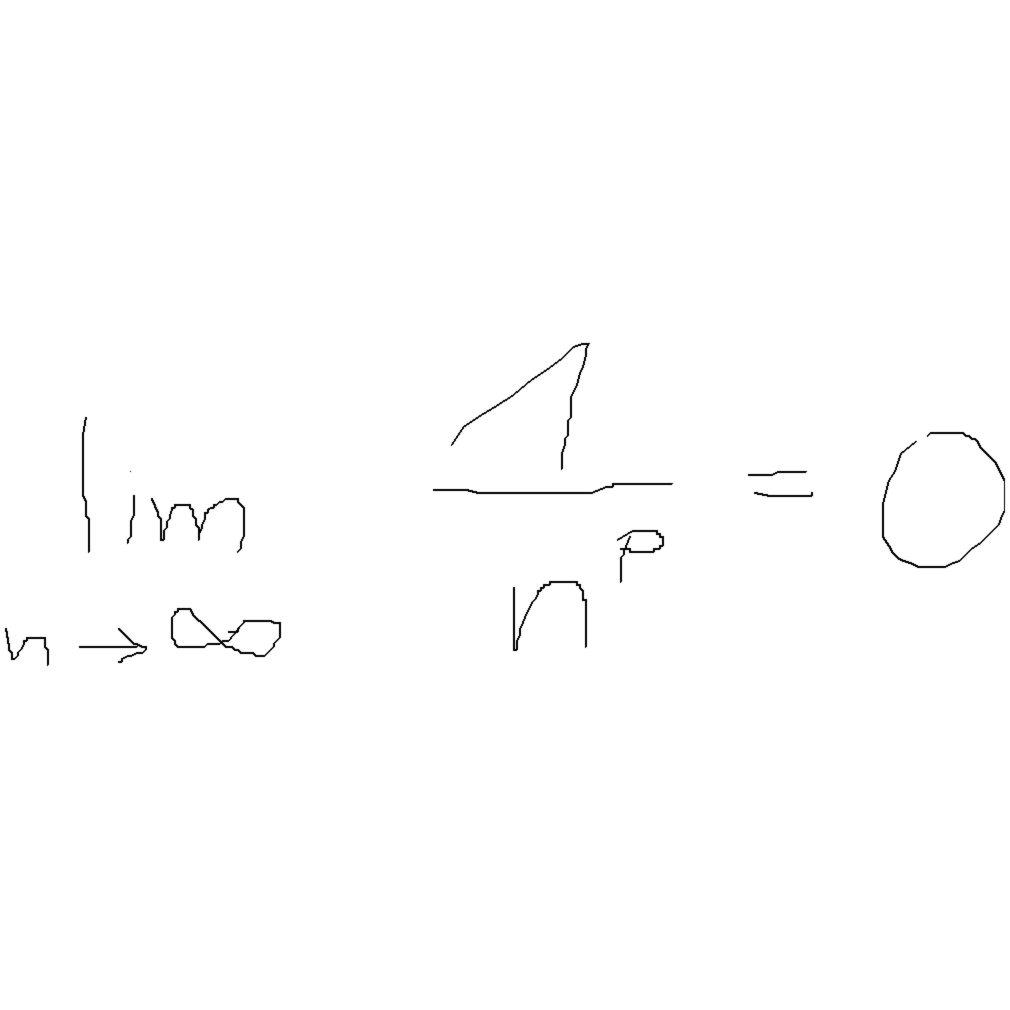 lim 1/n^p = 0
n → ∞